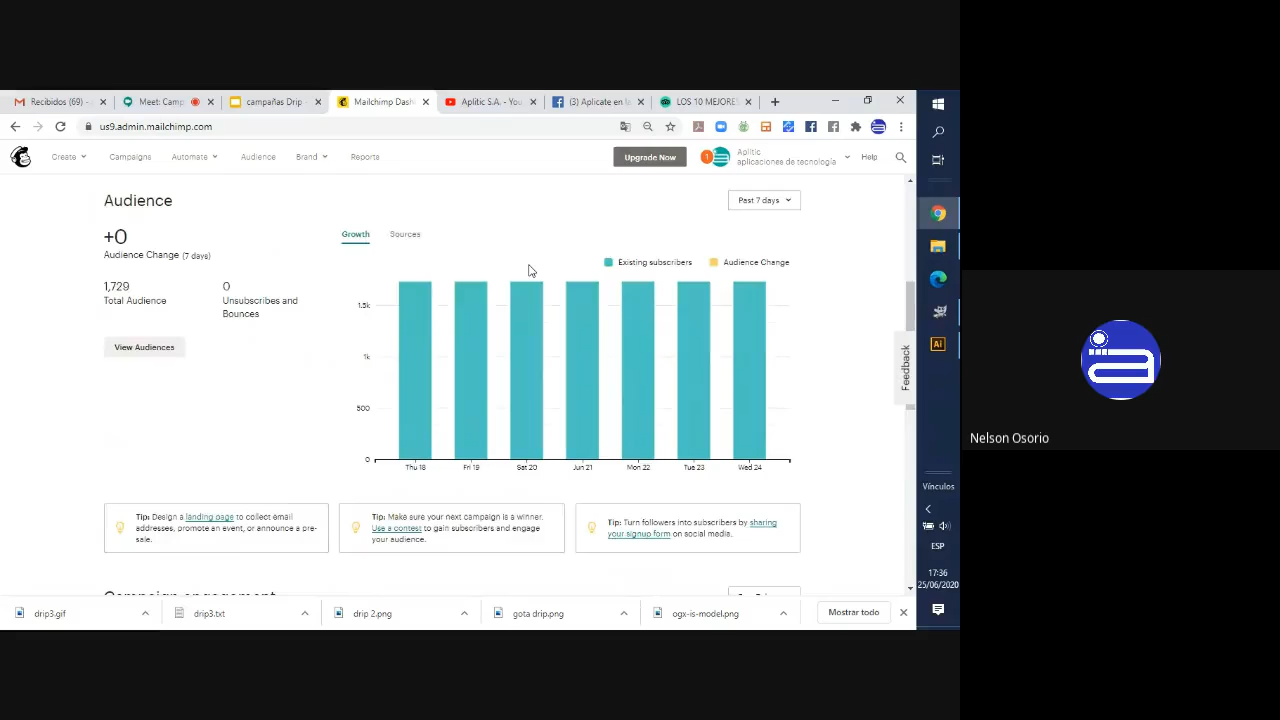 Recibidos (69) -
Meet: Camp
campañas Drip
Mailchimp Dash
Aplitic S.A. - You
(3) Aplicate en l
LOS 10 MEJORES
us9.admin.mailchimp.com
Create
Campaigns
Automate
Audience
Brand
Reports
Upgrade Now
1
Aplitic
aplicaciones de tecnología
Help
Audience
Past 7 days
+0
Audience Change (7 days)
1,729
Total Audience
0
Unsubscribes and
Bounces
View Audiences
Growth
Sources
Existing subscribers
Audience Change
1.5k
1k
500
0
Thu 18
Fri 19
Sat 20
Jun 21
Mon 22
Tue 23
Wed 24
Feedback
Tip: Design a landing page to collect email
addresses, promote an event, or announce a pre-
sale.
Tip: Make sure your next campaign is a winner.
Use a contest to gain subscribers and engage
your audience.
Tip: Turn followers into subscribers by sharing
your signup form on social media.
Campaign engagement
drip3.gif
drip3.txt
drip 2.png
gota drip.png
ogx-is-model.png
Mostrar todo
Ai
Vínculos
ESP
17:36
25/06/2020
Nelson Osorio